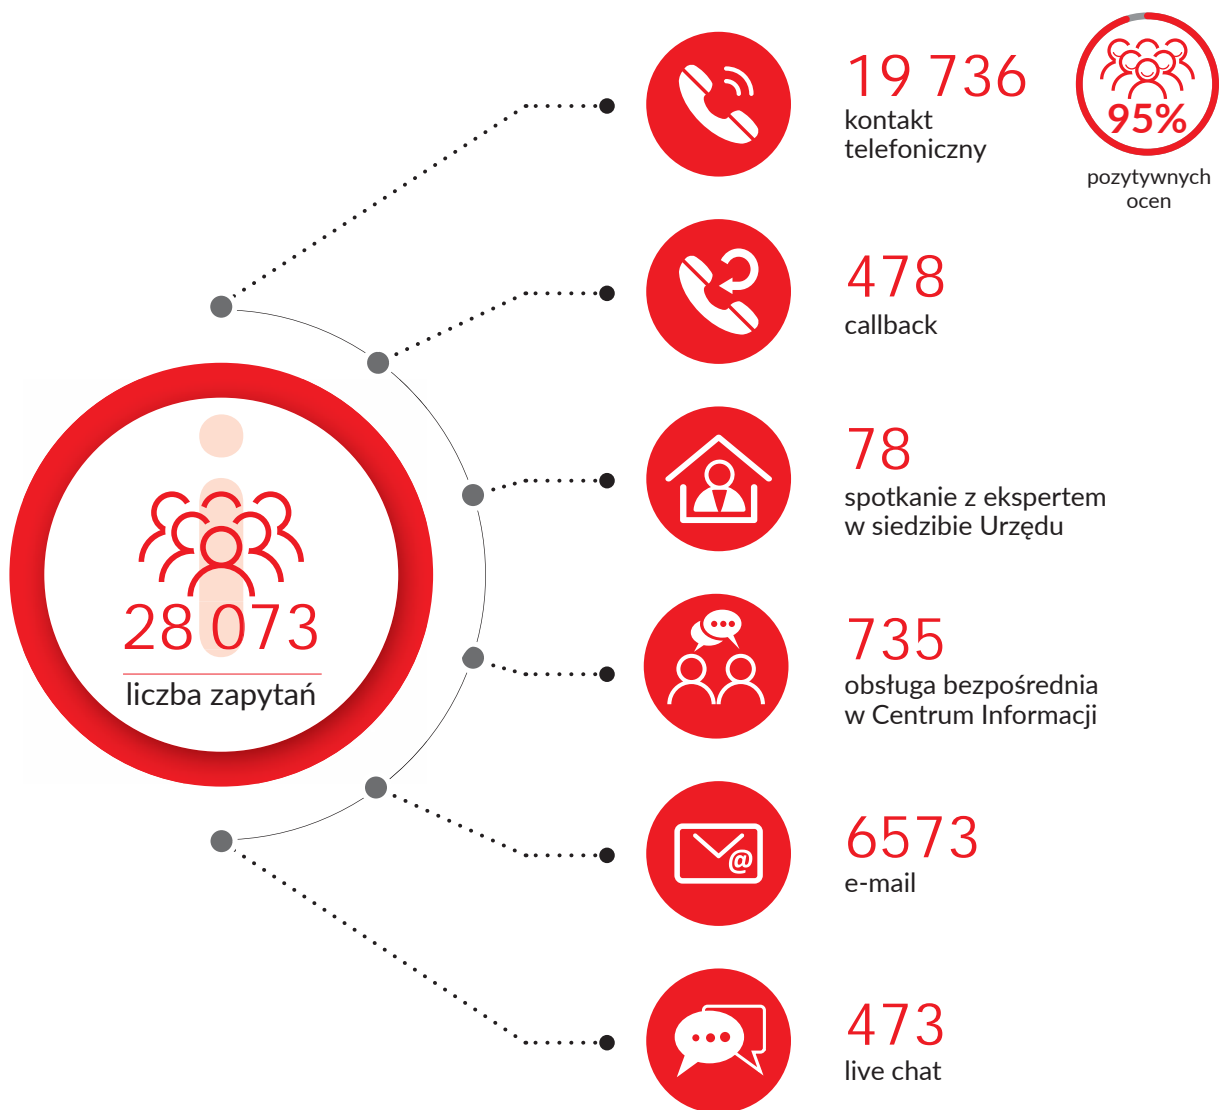 19 736
kontakt
telefoniczny
95%
pozytywnych
ocen
478
callback
78
spotkanie z ekspertem
w siedzibie Urzędu
28 073
liczba zapytań
735
obsługa bezpośrednia
w Centrum Informacji
6573
@
e-mail
473
live chat